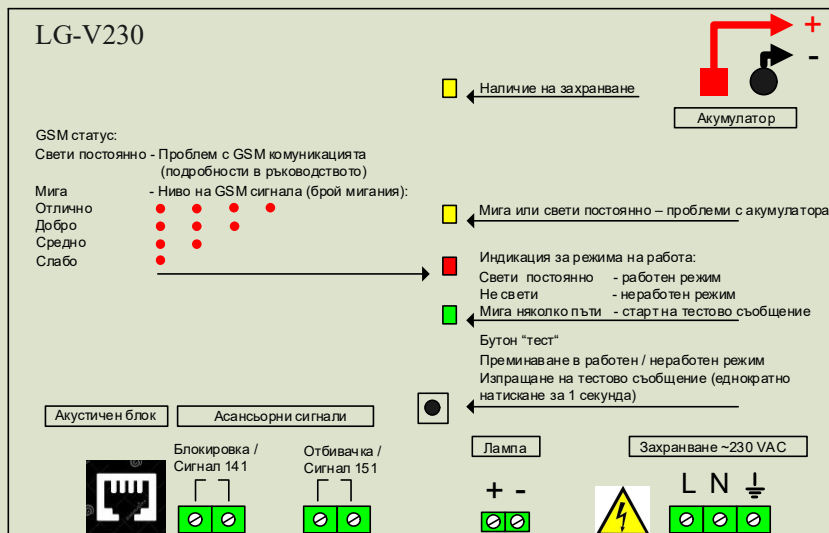 LG-V230
+
-
Акумулатор
Наличие на захранване
GSM статус:
Свети постоянно - Проблем с GSM комуникацията
(подробности в ръководството)
Мига - Ниво на GSM сигнала (брой мигания):
Отлично
Добро
Средно
Слабо
Мига или свети постоянно – проблеми с акумулатора
Индикация за режима на работа:
Свети постоянно - работен режим
Не свети - неработен режим
Мига няколко пъти - старт на тестово съобщение
Бутон “тест“
Преминаване в работен / неработен режим
Изпращане на тестово съобщение (еднократно
натискане за 1 секунда)
Акустичен блок
Асансьорни сигнали
Блокировка /
Сигнал 141
Отбивачка /
Сигнал 151
Лампа
+ -
Захранване ~230 VAC
L N